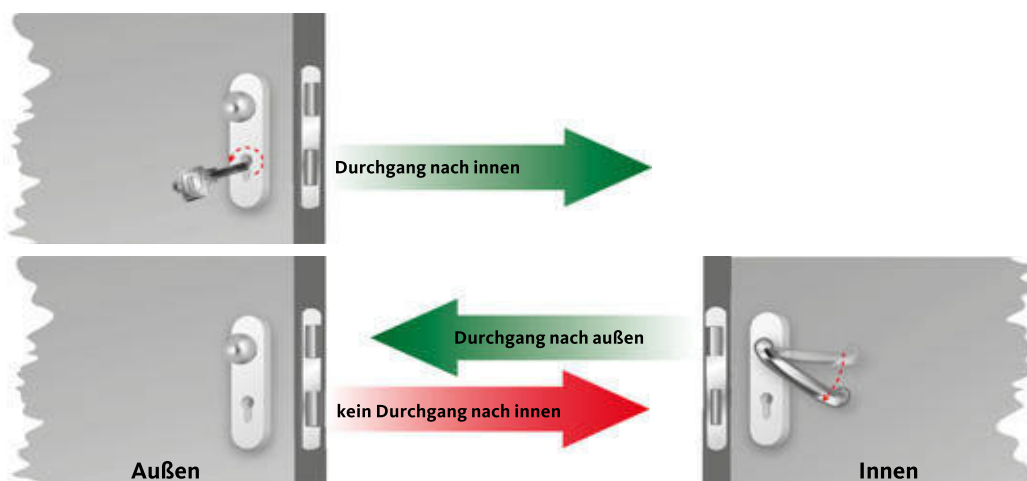 Durchgang nach innen
Durchgang nach außen
kein Durchgang nach innen
Außen
Innen